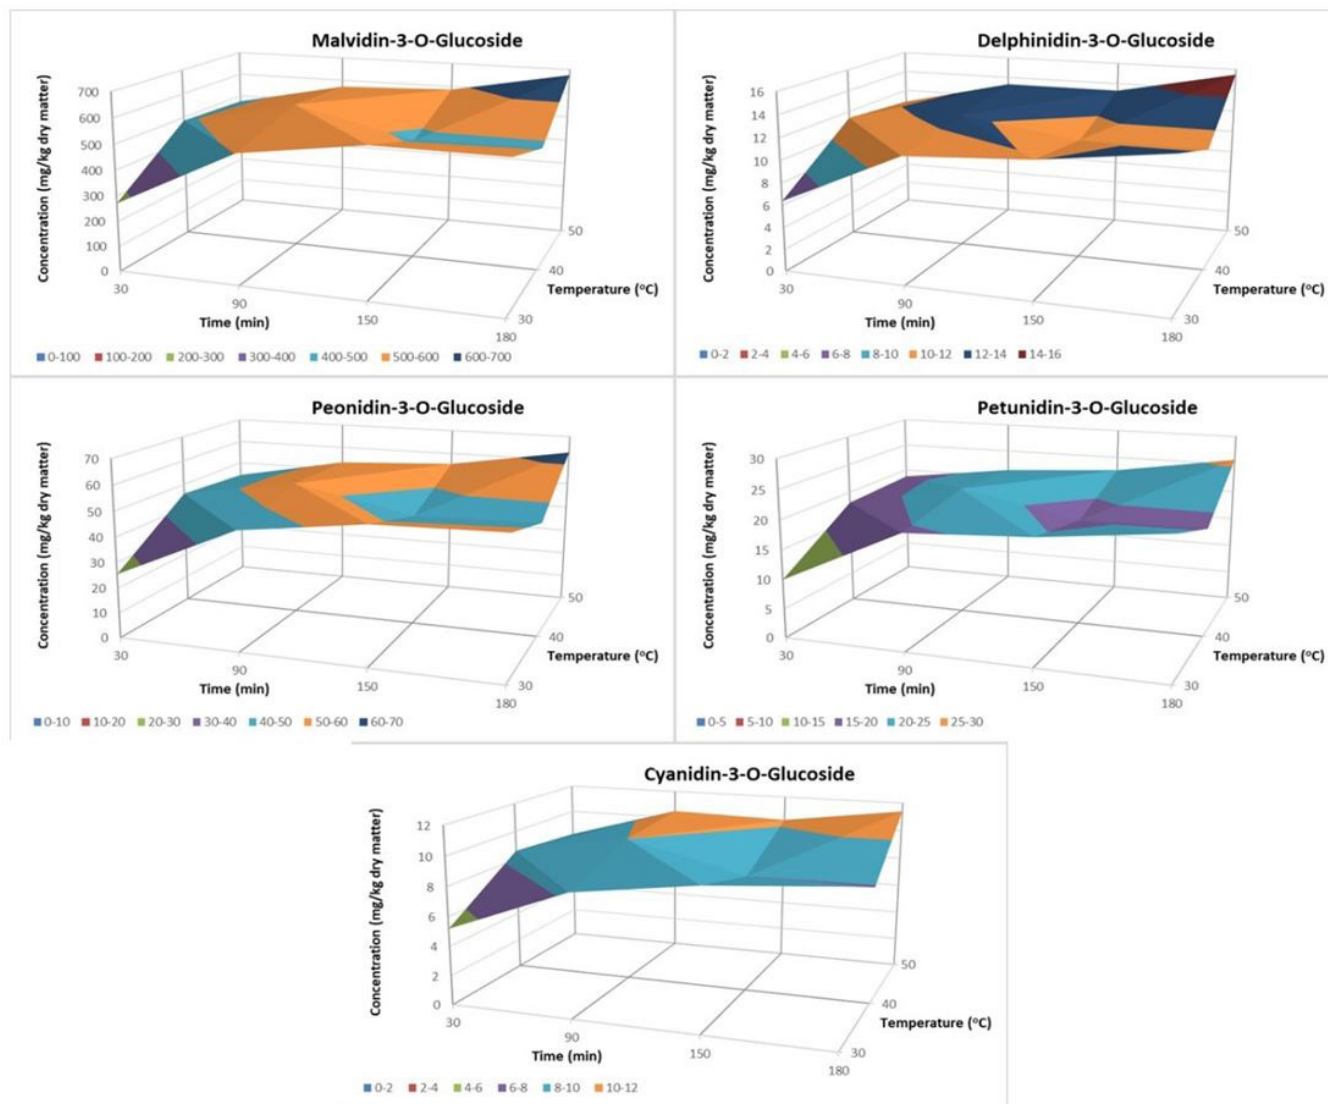 Malvidin-3-O-Glucoside
Concentration (mg/kg dry matter)
700
600
500
400
300
200
100
0
30
90
150
180
Time (min)
30
40
50
Temperature (°C)
0-100 100-200 200-300 300-400 400-500 500-600 600-700
Delphinidin-3-O-Glucoside
Concentration (mg/kg dry matter)
16
14
12
10
8
6
4
2
0
30
90
150
180
Time (min)
30
40
50
Temperature (°C)
0-2 2-4 4-6 6-8 8-10 10-12 12-14 14-16
Peonidin-3-O-Glucoside
Concentration (mg/kg dry matter)
70
60
50
40
30
20
10
0
30
90
150
180
Time (min)
30
40
50
Temperature (°C)
0-10 10-20 20-30 30-40 40-50 50-60 60-70
Petunidin-3-O-Glucoside
Concentration (mg/kg dry matter)
30
25
20
15
10
5
0
30
90
150
180
Time (min)
30
40
50
Temperature (°C)
0-5 5-10 10-15 15-20 20-25 25-30
Cyanidin-3-O-Glucoside
Concentration (mg/kg dry matter)
12
10
8
6
4
2
0
30
90
150
180
Time (min)
30
40
50
Temperature (°C)
0-2 2-4 4-6 6-8 8-10 10-12